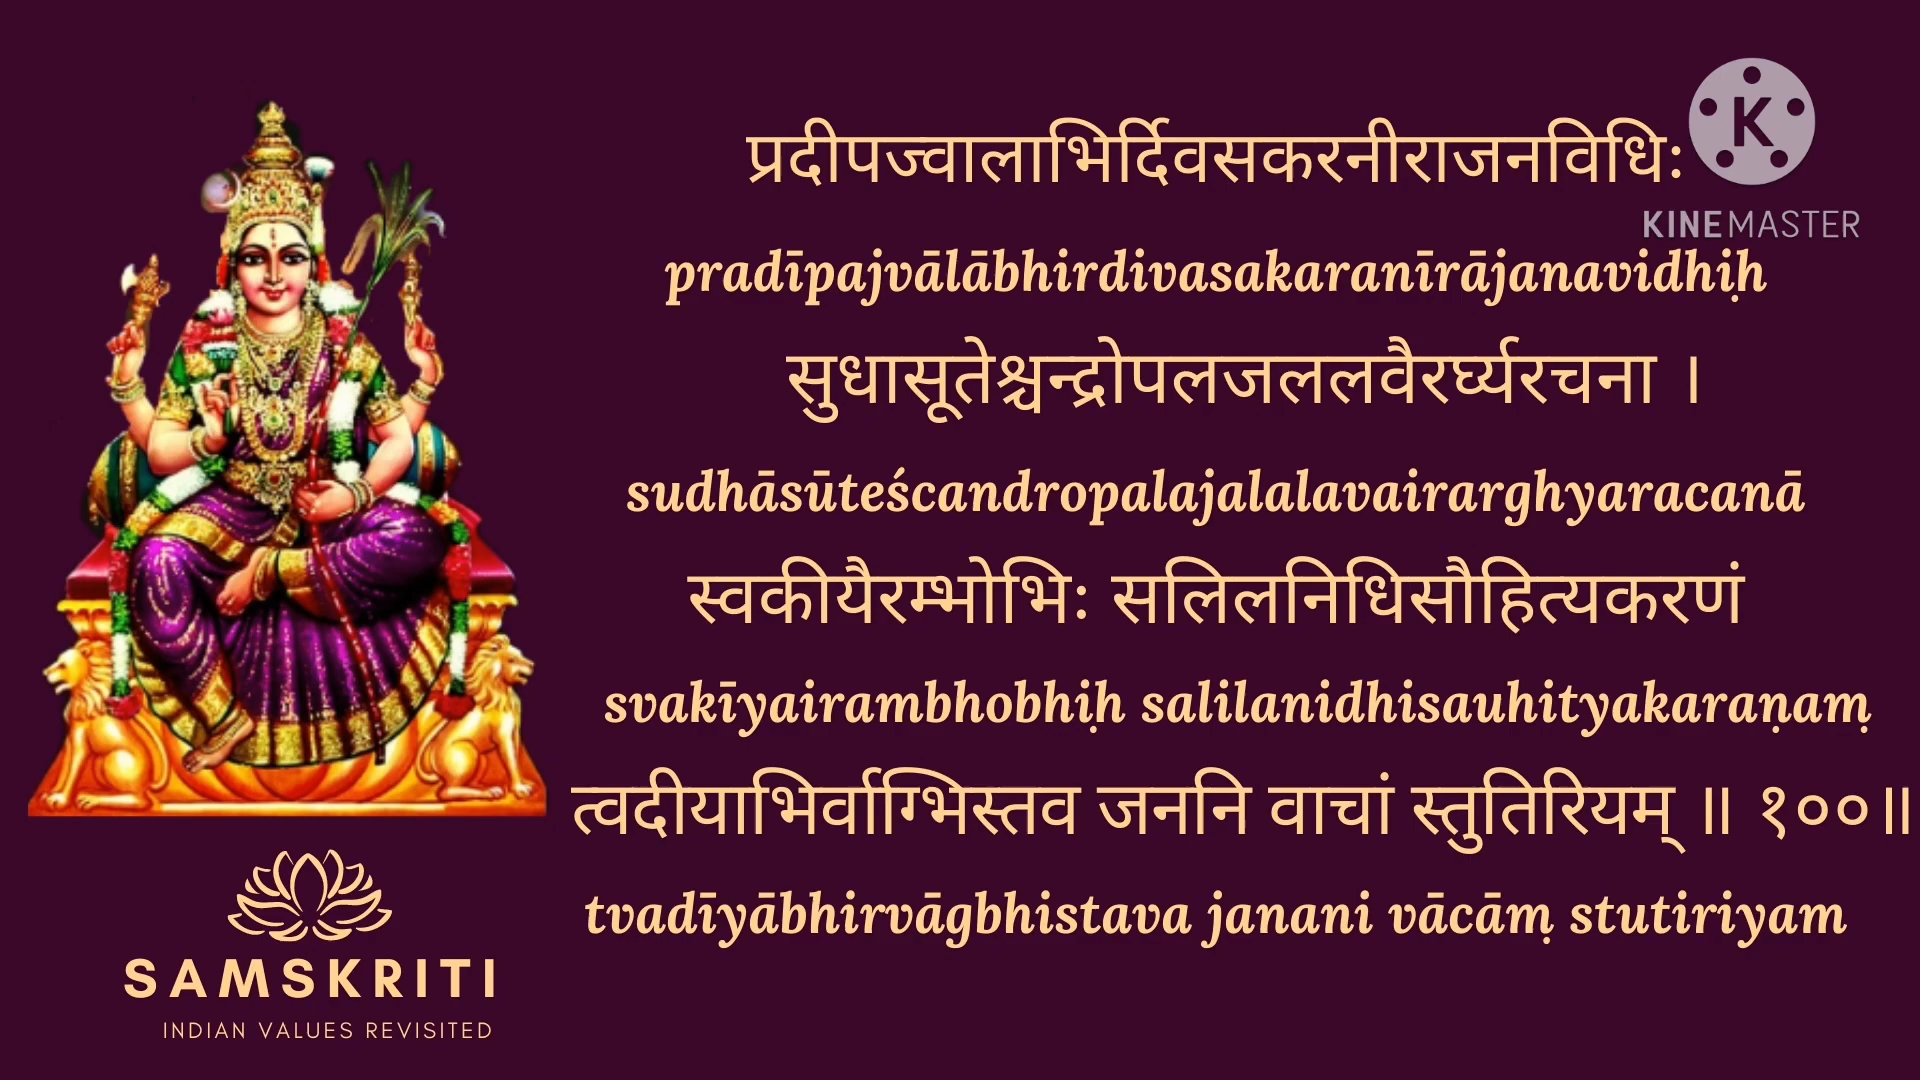 प्रदीपज्वालाभिर्दिवसकरनीराजनविधिः
KINEMASTER
pradīpajvālābhirdivasakaranīrājanavidhiḥ
सुधासूतेश्चन्द्रोपलजललवैरर्घ्यरचना ।
sudhāsūteścandropalajalalavairarghyaracanā
स्वकीयैरम्भोभिः सलिलनिधिसौहित्यकरणं
svakīyairambhobhiḥ salilanidhisauhityakaraṇaṃ
त्वदीयाभिर्वाग्भिस्तव जननि वाचां स्तुतिरियम् ॥ १००॥
tvadīyābhirvāgbhistava janani vācāṃ stutiriyam
SAMSKRITI
INDIAN VALUES REVISITED